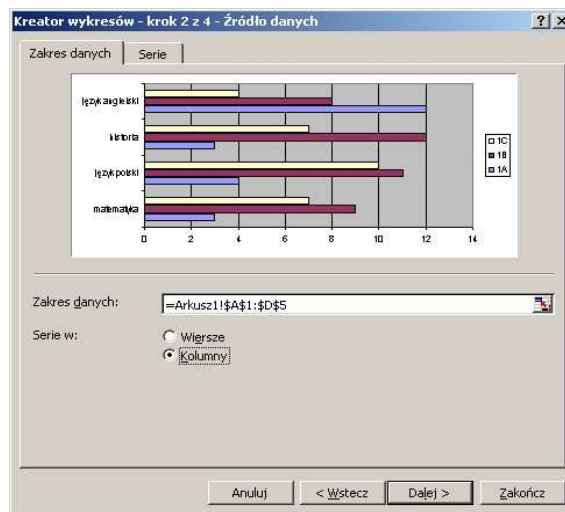 Kreator wykresów - krok 2 z 4 - Źródło danych
Zakres danych
Serie
język angielski
historia
język polski
matematyka
0 2 4 6 8 10 12 14
1C
1B
1A
Zakres danych:
=Arkusz1!$A$1:$D$5
Serie w:
Wiersze
Kolumny
Anuluj
< Wstecz
Dalej >
Zakończ